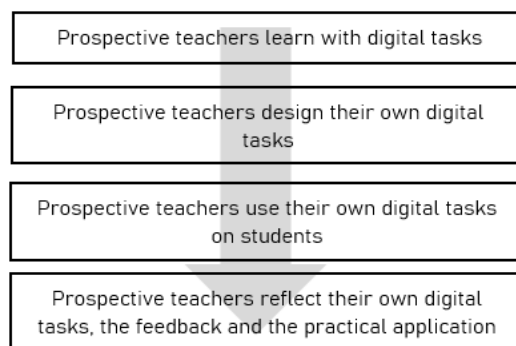 Prospective teachers learn with digital tasks
Prospective teachers design their own digital
tasks
Prospective teachers use their own digital tasks
on students
Prospective teachers reflect their own digital
tasks, the feedback and the practical application